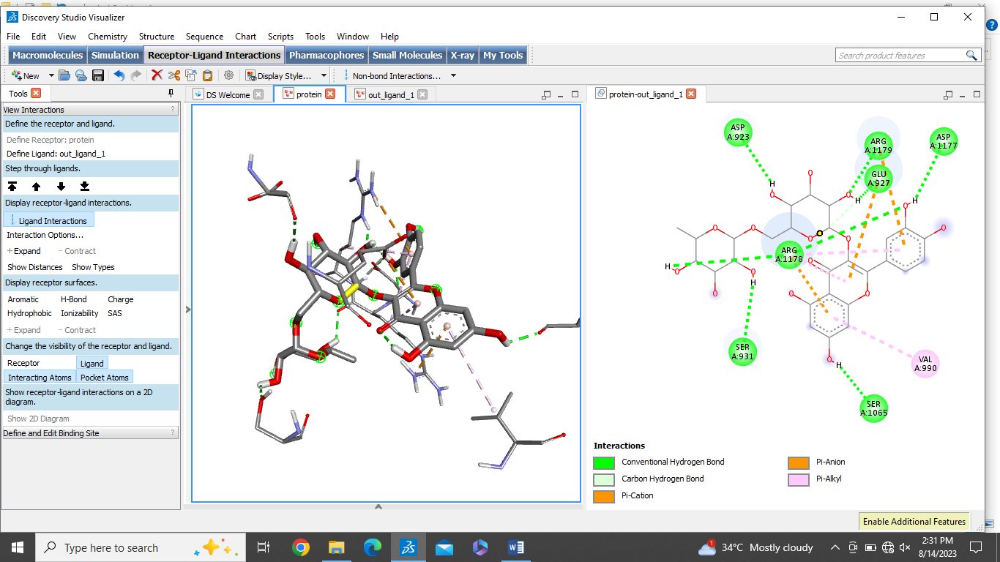 Discovery Studio Visualizer
File Edit View Chemistry Structure Sequence Chart Scripts Tools Window Help
Macromolecules Simulation Receptor-Ligand Interactions Pharmacophores Small Molecules X-ray My Tools
Search product features
New Display Style... Non-bond Interactions...
Tools
DS Welcome protein out_ligand_1
protein-out_ligand_1
View Interactions ?
Define the receptor and ligand.
Define Receptor: protein
Define Ligand: out_ligand_1
Step through ligands.
Display receptor-ligand interactions.
Ligand Interactions
Interaction Options...
+ Expand − Contract
Show Distances Show Types
Display receptor surfaces.
Aromatic H-Bond Charge
Hydrophobic Ionizability SAS
+ Expand − Contract
Change the visibility of the receptor and ligand.
Receptor Ligand
Interacting Atoms Pocket Atoms
Show receptor-ligand interactions on a 2D
diagram.
Show 2D Diagram
Define and Edit Binding Site ?
ASP
A:923
ARG
A:1179
ASP
A:1177
GLU
A:927
H
O
O
O
H
O
H
O
O
O
O
O
ARG
A:1178
O
H
O
O
O
H
O
O
O
SER
A:931
O
H
VAL
A:990
SER
A:1065
Interactions
Conventional Hydrogen Bond
Carbon Hydrogen Bond
Pi-Cation
Pi-Anion
Pi-Alkyl
Enable Additional Features
Type here to search
1
34°C Mostly cloudy
2:31 PM
8/14/2023